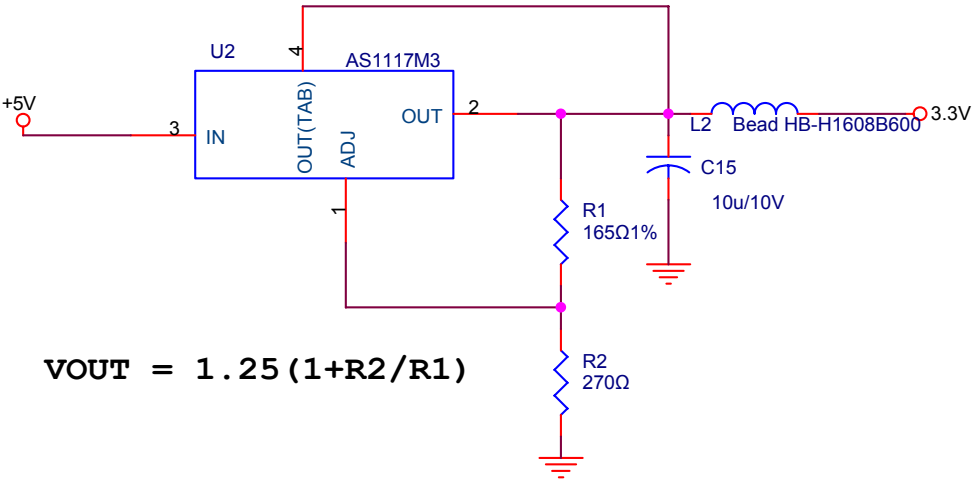 U2
4
AS1117M3
+5V
3
IN
OUT(TAB)
ADJ
OUT
2
1
L2
Bead HB-H1608B600
3.3V
C15
10u/10V
R1
165Ω1%
VOUT = 1.25(1+R2/R1)
R2
270Ω